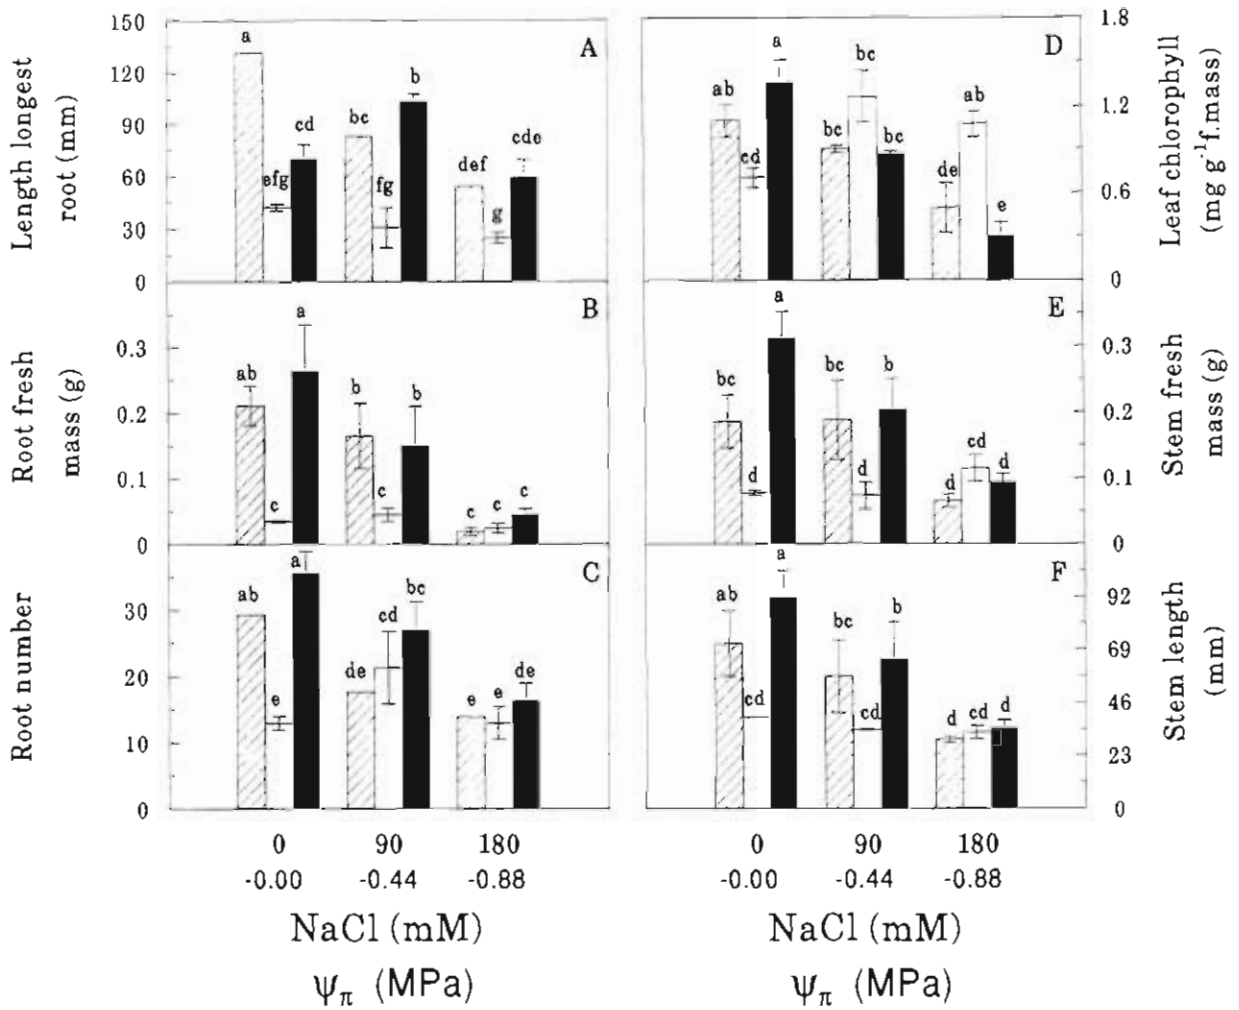 Length longest
root (mm)
150
120
90
60
30
0
A
a
efg
cd
bc
fg
b
def
g
cde
Root fresh
mass (g)
0.3
0.2
0.1
0
B
ab
c
a
b
c
b
c
c
c
Root number
30
20
10
0
C
ab
e
a
de
cd
bc
e
e
de
0
90
180
-0.00
-0.44
-0.88
NaCl (mM)
ψπ (MPa)
D
ab
cd
a
bc
bc
bc
de
ab
e
1.8
1.2
0.6
0
Leaf chlorophyll
(mg g-1f.mass)
E
bc
d
a
bc
d
b
d
cd
d
0.3
0.2
0.1
0
Stem fresh
mass (g)
F
ab
cd
a
bc
cd
b
d
cd
d
92
69
46
23
0
Stem length
(mm)
0
90
180
-0.00
-0.44
-0.88
NaCl (mM)
ψπ (MPa)